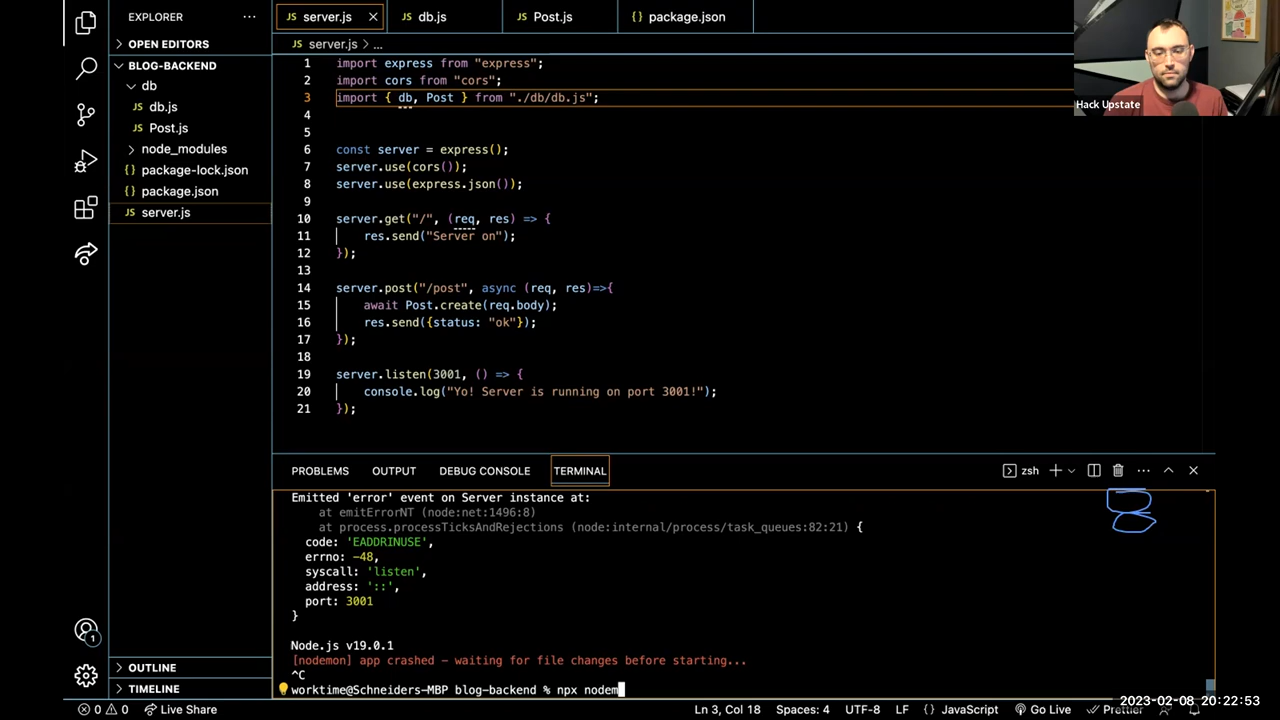 EXPLORER
OPEN EDITORS
BLOG-BACKEND
db
db.js
Post.js
node_modules
package-lock.json
package.json
server.js
OUTLINE
TIMELINE
JS server.js
JS db.js
JS Post.js
{} package.json
JS server.js > ...
1 import express from "express";
2 import cors from "cors";
3 import { db, Post } from "./db/db.js";
4
5
6 const server = express();
7 server.use(cors());
8 server.use(express.json());
9
10 server.get("/", (req, res) => {
11 res.send("Server on");
12 });
13
14 server.post("/post", async (req, res)=>{
15 await Post.create(req.body);
16 res.send({status: "ok"});
17 });
18
19 server.listen(3001, () => {
20 console.log("Yo! Server is running on port 3001!");
21 });
Hack Upstate
PROBLEMS OUTPUT DEBUG CONSOLE TERMINAL zsh
Emitted 'error' event on Server instance at:
at emitErrorNT (node:net:1496:8)
at process.processTicksAndRejections (node:internal/process/task_queues:82:21) {
code: 'EADDRINUSE',
errno: -48,
syscall: 'listen',
address: '::',
port: 3001
}
Node.js v19.0.1
[nodemon] app crashed - waiting for file changes before starting...
^C
worktime@Schneiders-MBP blog-backend % npx nodem
1
0 0 Live Share
Ln 3, Col 18 Spaces: 4 UTF-8 LF {} JavaScript Go Live Prettier
2023-02-08 20:22:53